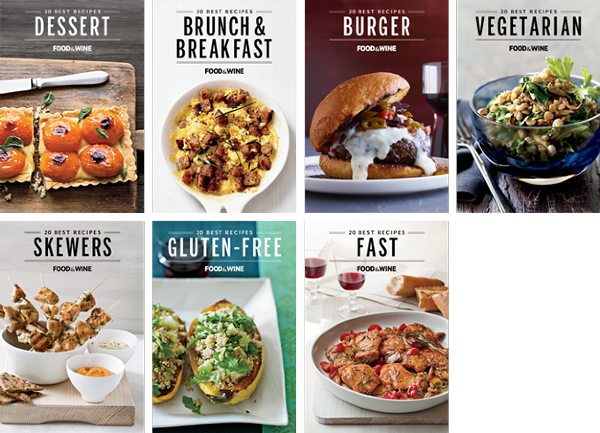 20 BEST RECIPES
DESSERT
FOOD&WINE
20 BEST RECIPES
BRUNCH &
BREAKFAST
FOOD&WINE
20 BEST RECIPES
BURGER
FOOD&WINE
20 BEST RECIPES
VEGETARIAN
FOOD&WINE
20 BEST RECIPES
SKEWERS
FOOD&WINE
20 BEST RECIPES
GLUTEN-FREE
FOOD&WINE
20 BEST RECIPES
FAST
FOOD&WINE